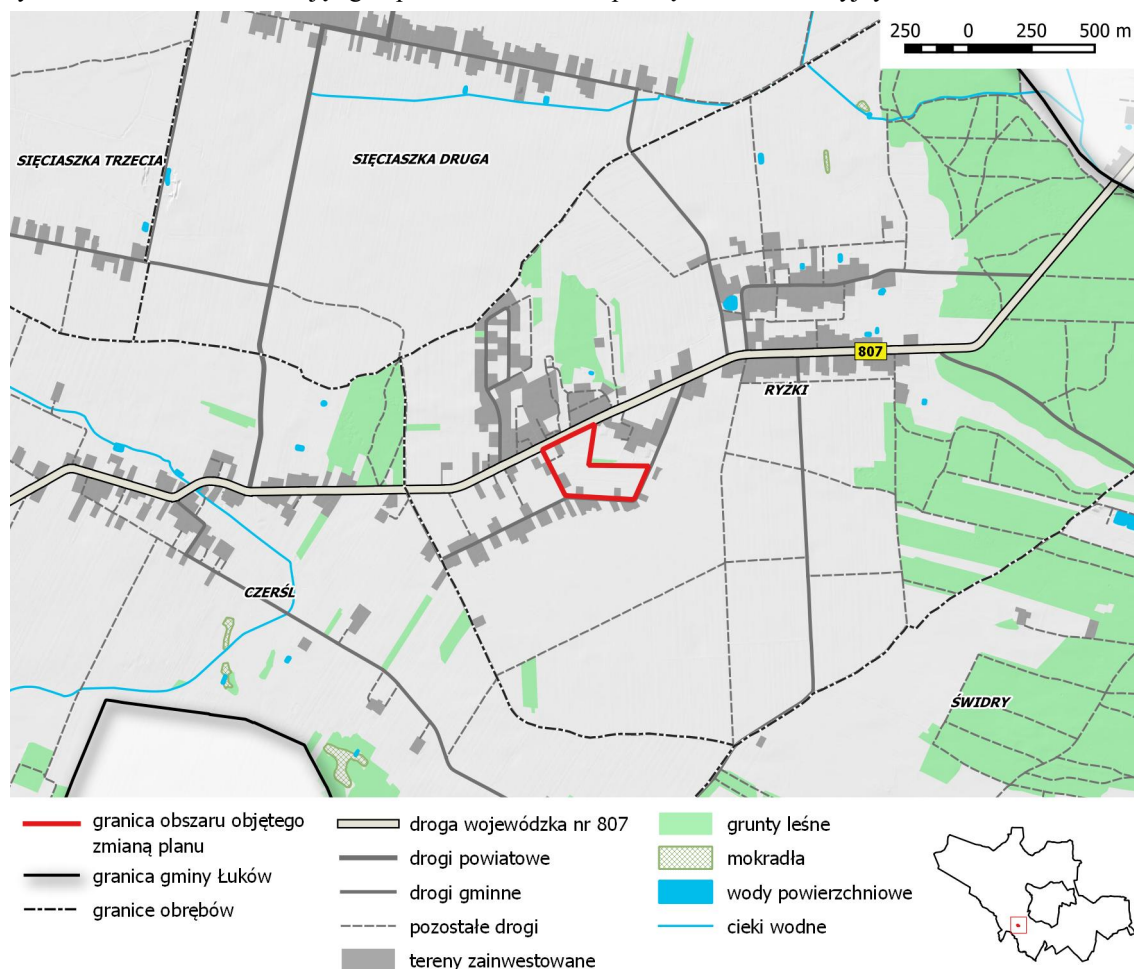 250 0 250 500 m
SIĘCIASZKA TRZECIA
SIĘCIASZKA DRUGA
807
RYŻKI
CZERŚL
ŚWIDRY
granica obszaru objętego
zmianą planu
granica gminy Łuków
granice obrębów
droga wojewódzka nr 807
drogi powiatowe
drogi gminne
pozostałe drogi
tereny zainwestowane
grunty leśne
mokradła
wody powierzchniowe
cieki wodne